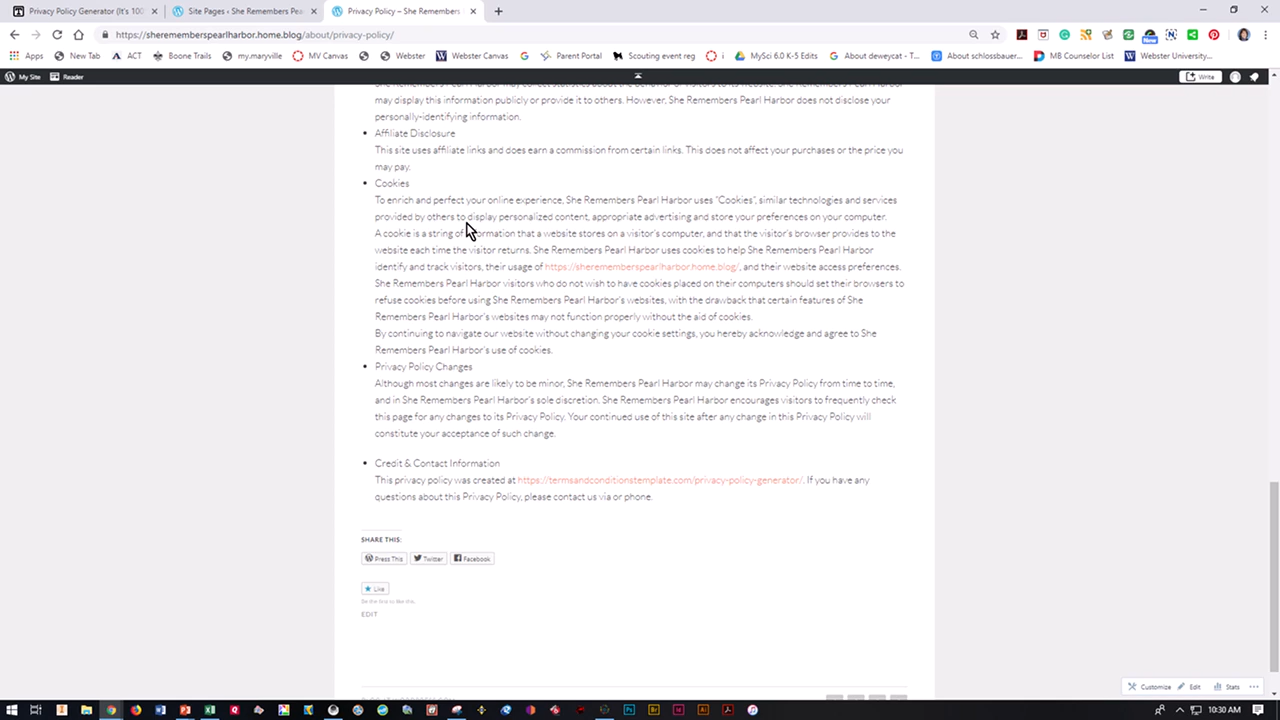 Privacy Policy Generator (It's 100
Site Pages ‹ She Remembers Pea
Privacy Policy – She Remembers
https://sheremeberspearlharbor.home.blog/about/privacy-policy/
Apps
New Tab
ACT
Boone Trails
my.maryville
MV Canvas
Webster
Webster Canvas
Parent Portal
Scouting event reg
MySci 6.0 K-5 Edits
About deweycat - T...
About schlossbauer...
MB Counselor List
Webster University...
My Site
Reader
Write
may display this information publicly or provide it to others. However, She Remembers Pearl Harbor does not disclose your
personally-identifying information.
• Affiliate Disclosure
This site uses affiliate links and does earn a commission from certain links. This does not affect your purchases or the price you
may pay.
• Cookies
To enrich and perfect your online experience, She Remembers Pearl Harbor uses "Cookies", similar technologies and services
provided by others to display personalized content, appropriate advertising and store your preferences on your computer.
A cookie is a string of information that a website stores on a visitor's computer, and that the visitor's browser provides to the
website each time the visitor returns. She Remembers Pearl Harbor uses cookies to help She Remembers Pearl Harbor
identify and track visitors, their usage of https://sheremeberspearlharbor.home.blog/, and their website access preferences.
She Remembers Pearl Harbor visitors who do not wish to have cookies placed on their computers should set their browsers to
refuse cookies before using She Remembers Pearl Harbor's websites, with the drawback that certain features of She
Remembers Pearl Harbor's websites may not function properly without the aid of cookies.
By continuing to navigate our website without changing your cookie settings, you hereby acknowledge and agree to She
Remembers Pearl Harbor's use of cookies.
• Privacy Policy Changes
Although most changes are likely to be minor, She Remembers Pearl Harbor may change its Privacy Policy from time to time,
and in She Remembers Pearl Harbor's sole discretion. She Remembers Pearl Harbor encourages visitors to frequently check
this page for any changes to its Privacy Policy. Your continued use of this site after any change in this Privacy Policy will
constitute your acceptance of such change.
• Credit & Contact Information
This privacy policy was created at https://termsandconditionstemplate.com/privacy-policy-generator/. If you have any
questions about this Privacy Policy, please contact us via or phone.
SHARE THIS:
Press This
Twitter
Facebook
Like
Be the first to like this.
EDIT
Customize
Edit
Stats
10:30 AM